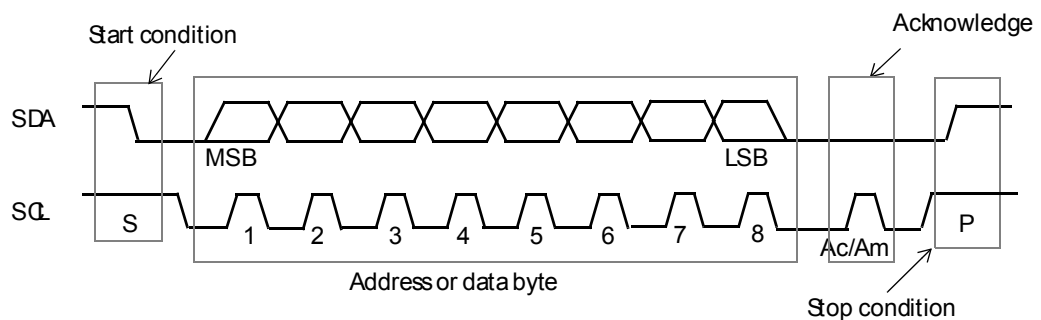 Start condition
Acknowledge
SDA
MSB
LSB
SCL
S
1 2 3 4 5 6 7 8
Ac/Am
P
Address or data byte
Stop condition